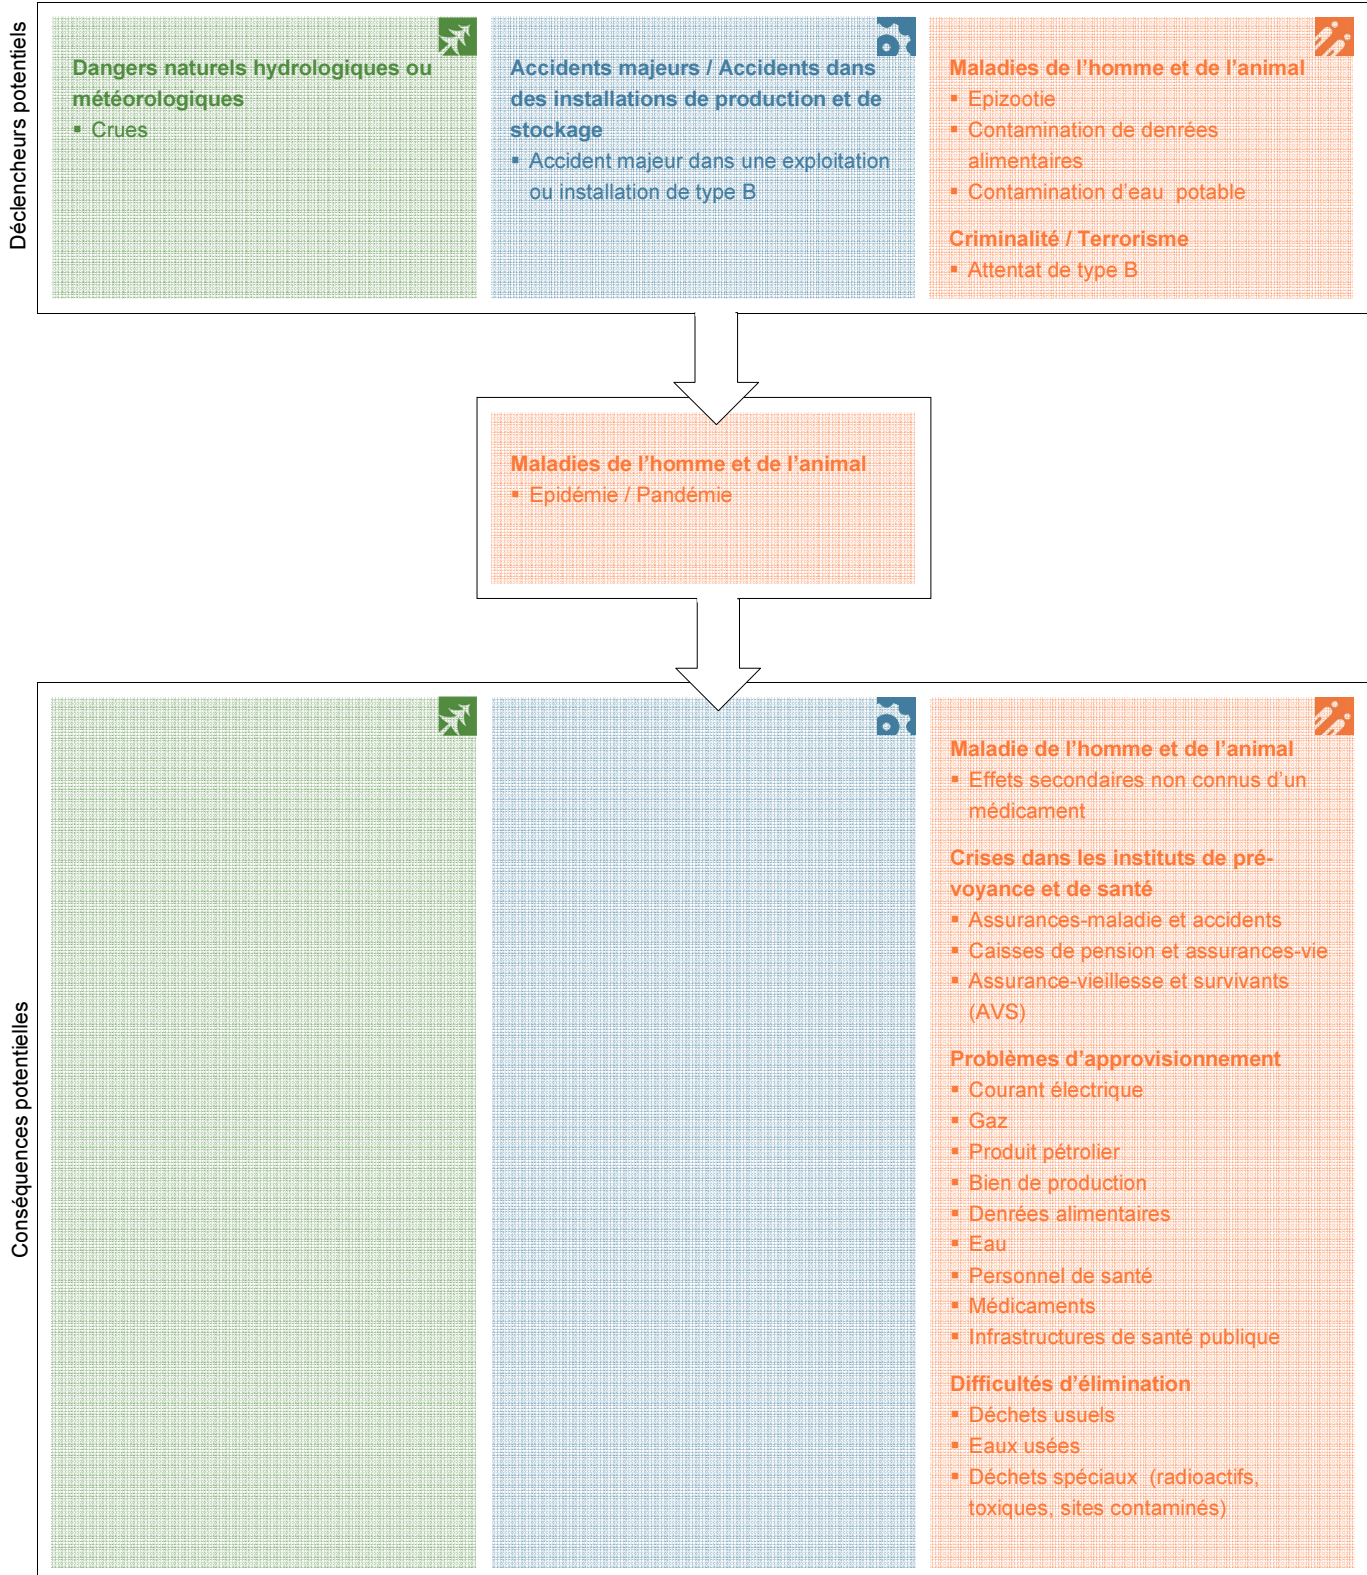 Déclencheurs potentiels
Dangers naturels hydrologiques ou
météorologiques
▪ Crues
Accidents majeurs / Accidents dans
des installations de production et de
stockage
▪ Accident majeur dans une exploitation
ou installation de type B
Maladies de l’homme et de l’animal
▪ Epizootie
▪ Contamination de denrées
alimentaires
▪ Contamination d’eau  potable
Criminalité / Terrorisme
▪ Attentat de type B
Maladies de l’homme et de l’animal
▪ Epidémie / Pandémie
Conséquences potentielles
Maladie de l’homme et de l’animal
▪ Effets secondaires non connus d’un
médicament
Crises dans les instituts de pré-
voyance et de santé
▪ Assurances-maladie et accidents
▪ Caisses de pension et assurances-vie
▪ Assurance-vieillesse et survivants
(AVS)
Problèmes d’approvisionnement
▪ Courant électrique
▪ Gaz
▪ Produit pétrolier
▪ Bien de production
▪ Denrées alimentaires
▪ Eau
▪ Personnel de santé
▪ Médicaments
▪ Infrastructures de santé publique
Difficultés d’élimination
▪ Déchets usuels
▪ Eaux usées
▪ Déchets spéciaux  (radioactifs,
toxiques, sites contaminés)